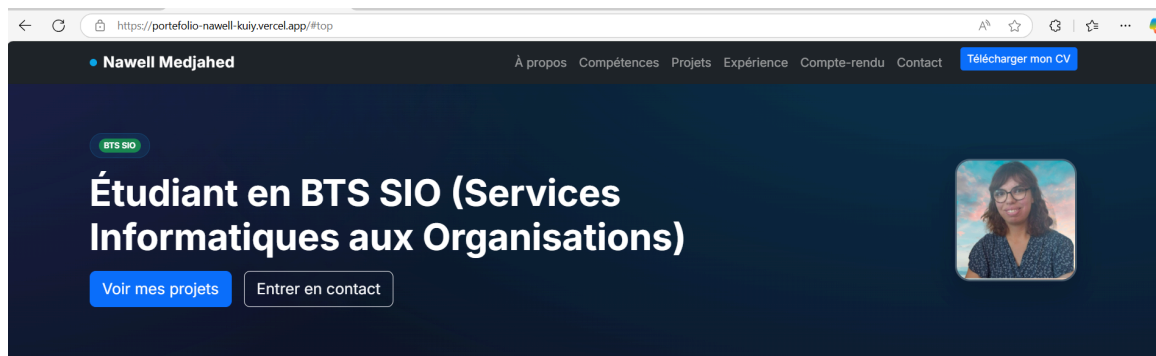 https://portefolio-nawell-kuiy.vercel.app/#top
Nawell Medjahed
À propos Compétences Projets Expérience Compte-rendu Contact Télécharger mon CV
BTS SIO
Étudiant en BTS SIO (Services
Informatiques aux Organisations)
Voir mes projets Entrer en contact